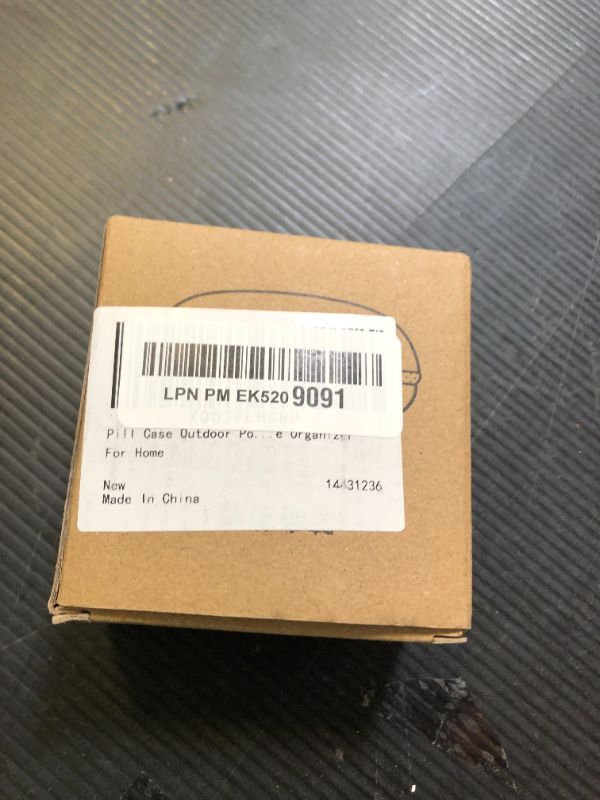 LPN PM EK520 9091
Pill Case Outdoor Po...e Organizer
For Home
New 14431236
Made In China